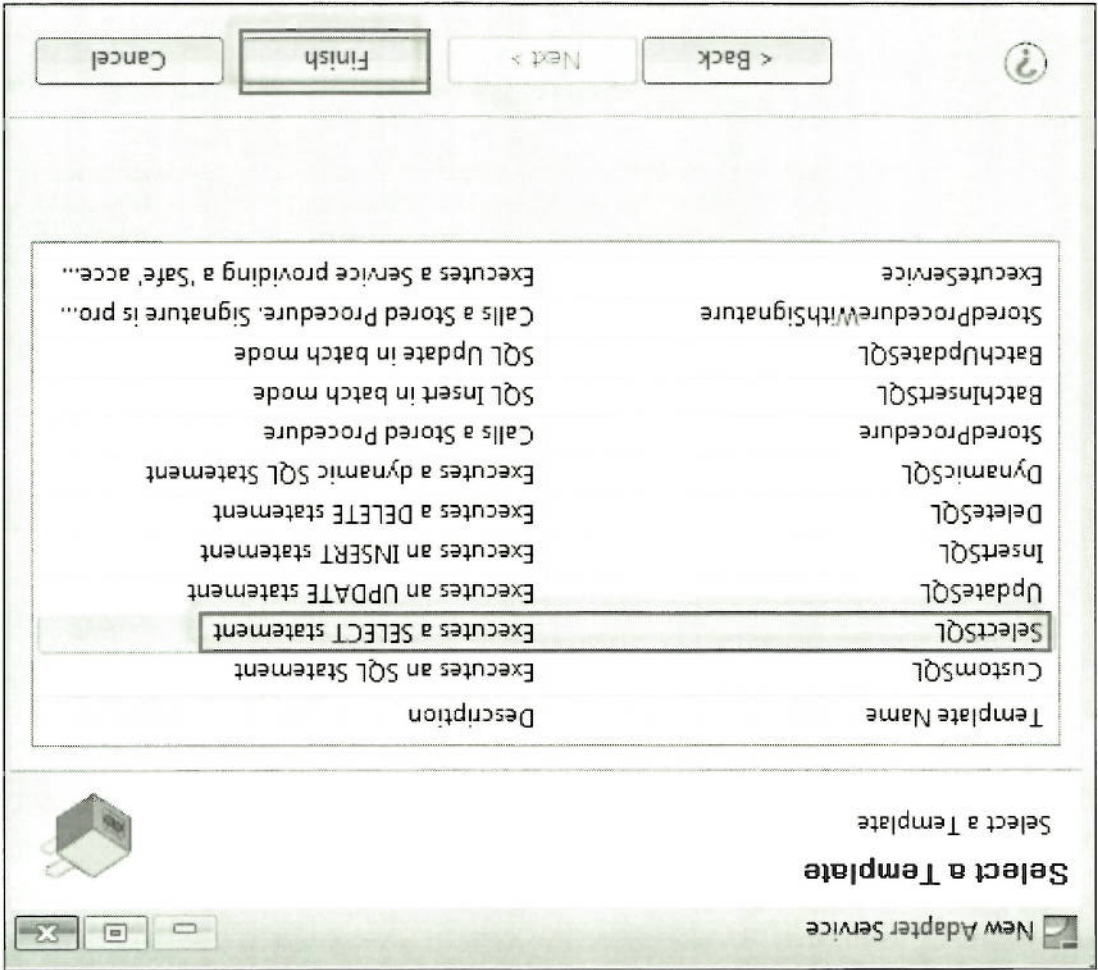 New Adapter Service
Select a Template
Select a Template
Template Name Description
CustomSQL Executes an SQL Statement
SelectSQL Executes a SELECT statement
UpdateSQL Executes an UPDATE statement
InsertSQL Executes an INSERT statement
DeleteSQL Executes a DELETE statement
DynamicSQL Executes a dynamic SQL Statement
StoredProcedure Calls a Stored Procedure
BatchInsertSQL SQL Insert in batch mode
BatchUpdateSQL SQL Update in batch mode
StoredProcedureWithSignature Calls a Stored Procedure. Signature is pro...
ExecuteService Executes a Service providing a 'Safe' acce...
? < Back Next > Finish Cancel